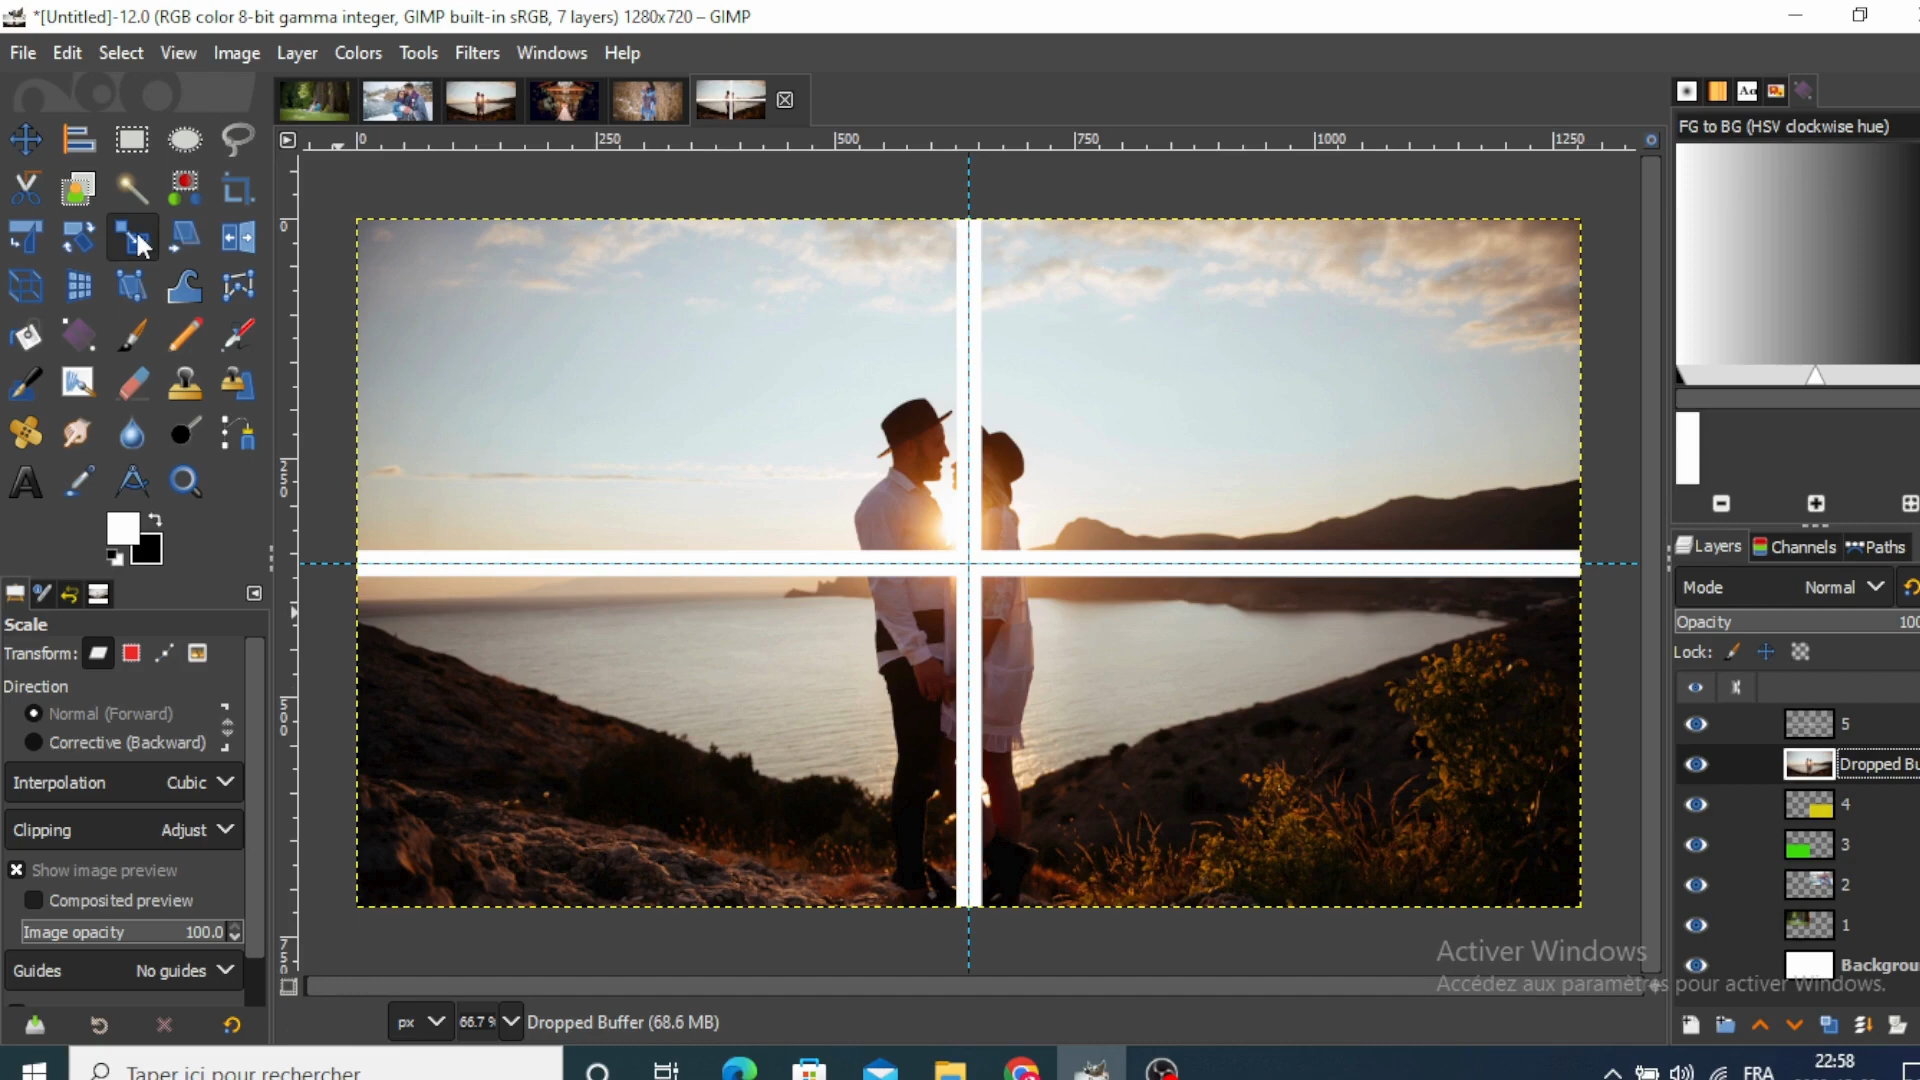 *[Untitled]-12.0 (RGB color 8-bit gamma integer, GIMP built-in sRGB, 7 layers) 1280x720 – GIMP
File Edit Select View Image Layer Colors Tools Filters Windows Help
0 250 500 750 1000 1250
FG to BG (HSV clockwise hue)
0
250
500
750
Scale
Transform:
Direction
Normal (Forward)
Corrective (Backward)
Interpolation Cubic
Clipping Adjust
Show image preview
Composited preview
Image opacity 100.0
Guides No guides
Layers Channels Paths
Mode Normal
Opacity 100
Lock:
5
Dropped Bu
4
3
2
1
Backgrou
Activer Windows
Accédez aux paramètres pour activer Windows.
px 66.7 % Dropped Buffer (68.6 MB)
Taper ici pour rechercher
FRA
22:58